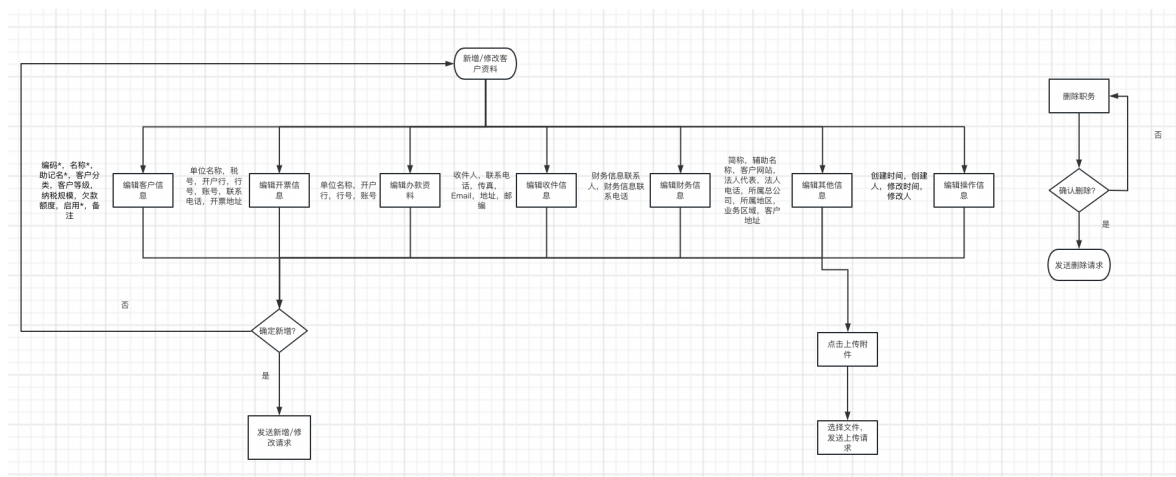 新增/修改客
户资料
删除职务
否
编码*，名称*，
助记名*，客户分
类，客户等级，
纳税规模，欠款
额度，启用*，备
注
编辑客户信
息
单位名称，税
号，开户行，行
号，账号，联系
电话，开票地址
编辑开票信
息
单位名称，开户
行，行号，账号
编辑办款资
料
收件人，联系电
话，传真，
Email，地址，邮
编
编辑收件信
息
财务信息联系
人，财务信息联
系电话
编辑财务信
息
简称，辅助名
称，客户网站，
法人代表，法人
电话，所属总公
司，所属地区，
业务区域，客户
地址
编辑其他信
息
创建时间，创建
人，修改时间，
修改人
编辑操作信
息
确认删除？
是
发送删除请求
否
确定新增？
是
发送新增/修
改请求
点击上传附
件
选择文件，
发送上传请
求